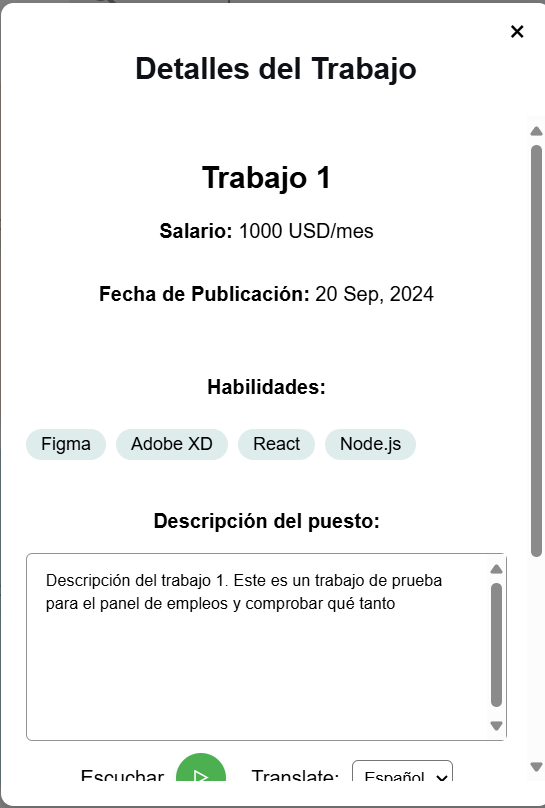 ×
Detalles del Trabajo
Trabajo 1
Salario: 1000 USD/mes
Fecha de Publicación: 20 Sep, 2024
Habilidades:
Figma Adobe XD React Node.js
Descripción del puesto:
Descripción del trabajo 1. Este es un trabajo de prueba
para el panel de empleos y comprobar qué tanto
Escuchar Translate: Español